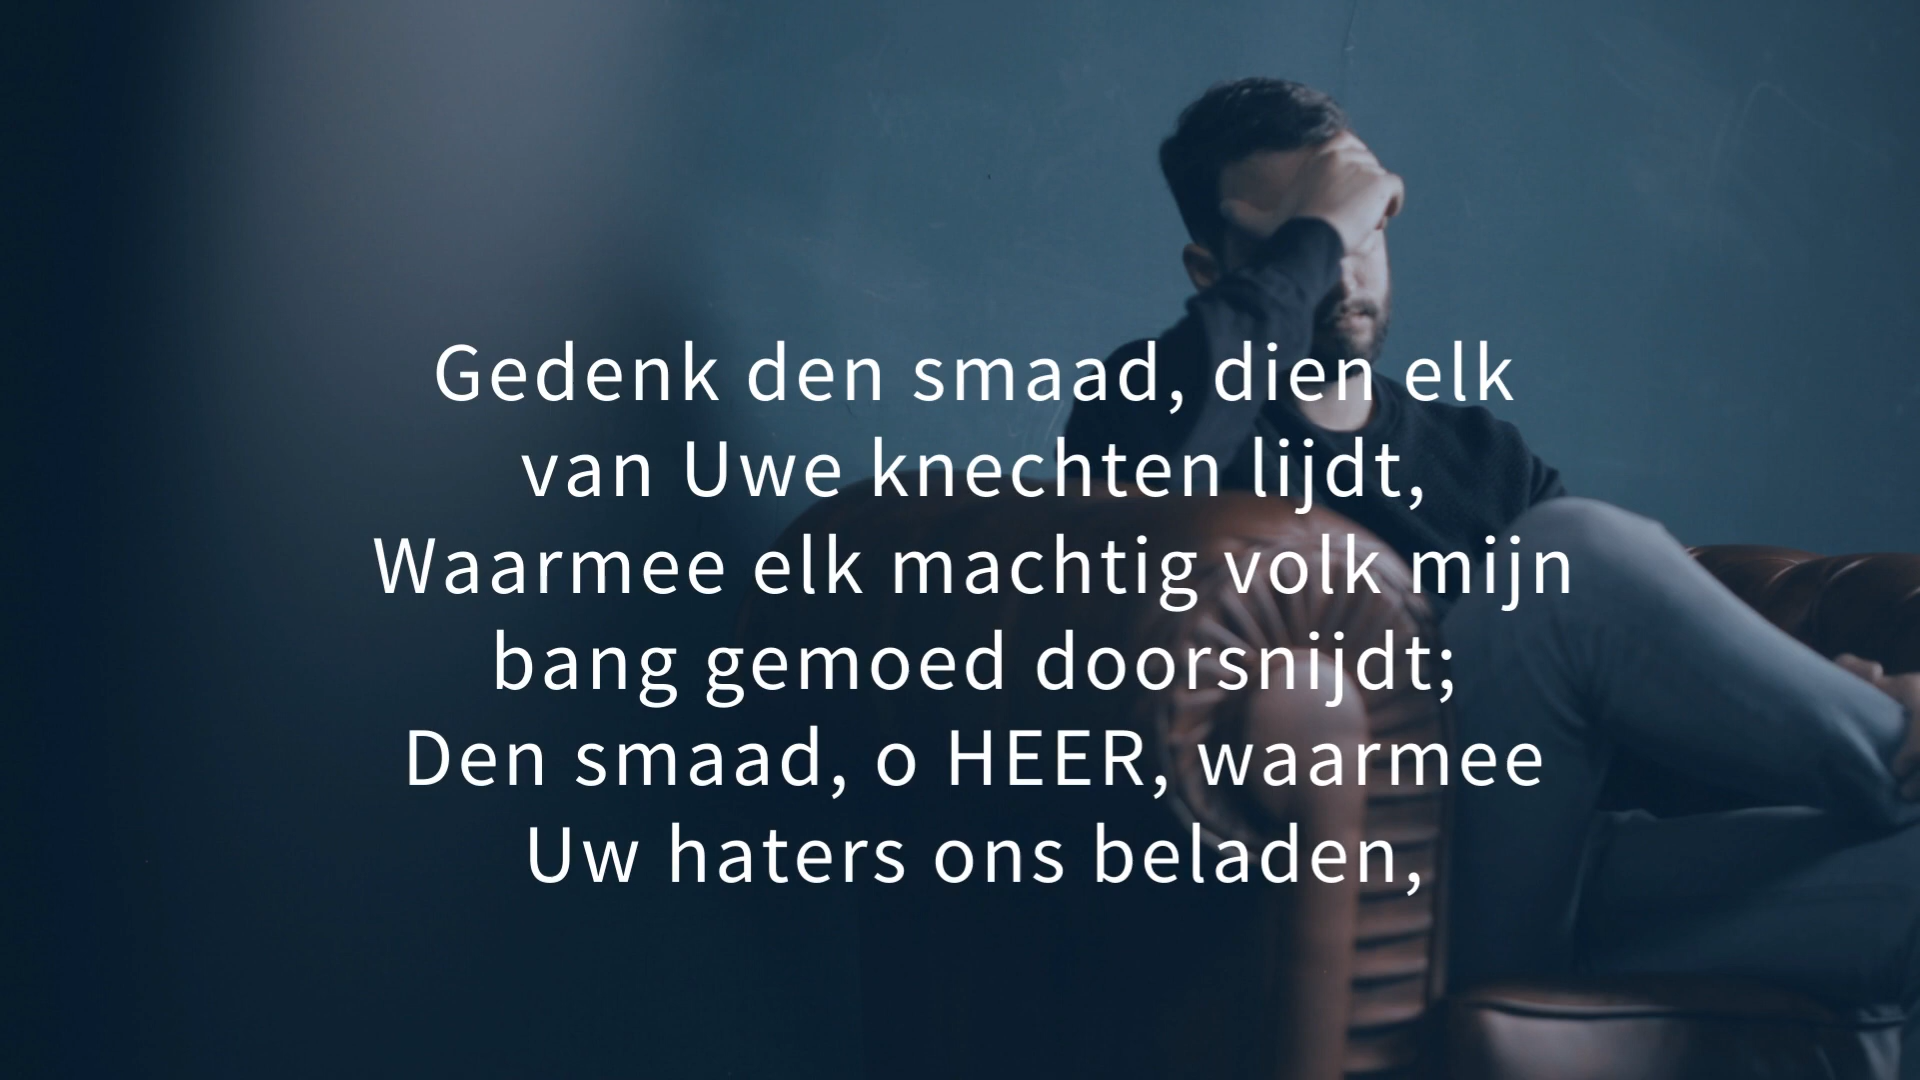 Gedenk den smaad, dien elk
van Uwe knechten lijdt,
Waarmee elk machtig volk mijn
bang gemoed doorsnijdt;
Den smaad, o HEER, waarmee
Uw haters ons beladen,